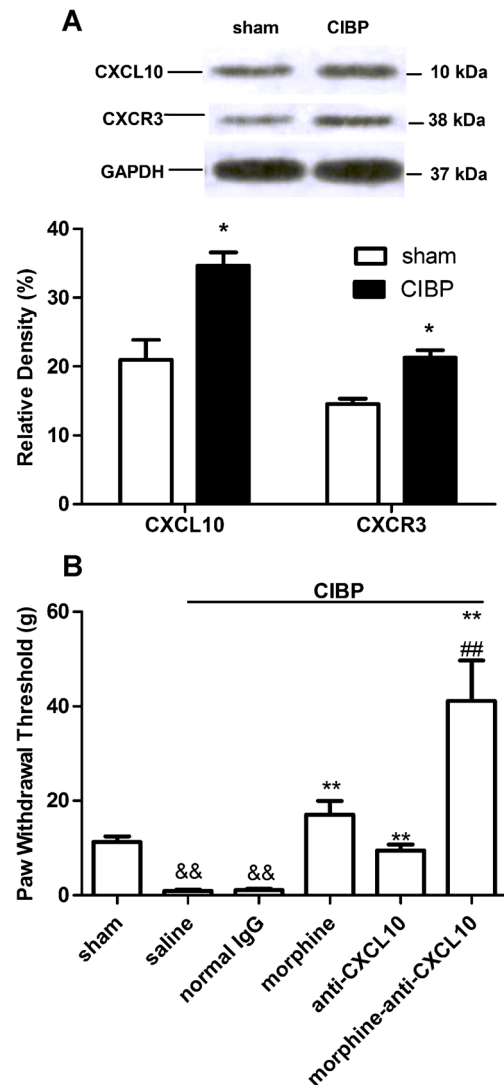 A
sham CIBP
CXCL10 10 kDa
CXCR3 38 kDa
GAPDH 37 kDa
Relative Density (%)
40
30
20
10
0
*
*
sham
CIBP
CXCL10 CXCR3
B
CIBP
Paw Withdrawal Threshold (g)
60
40
20
0
&&
&&
**
**
**
##
sham
saline
normal IgG
morphine
anti-CXCL10
morphine-anti-CXCL10